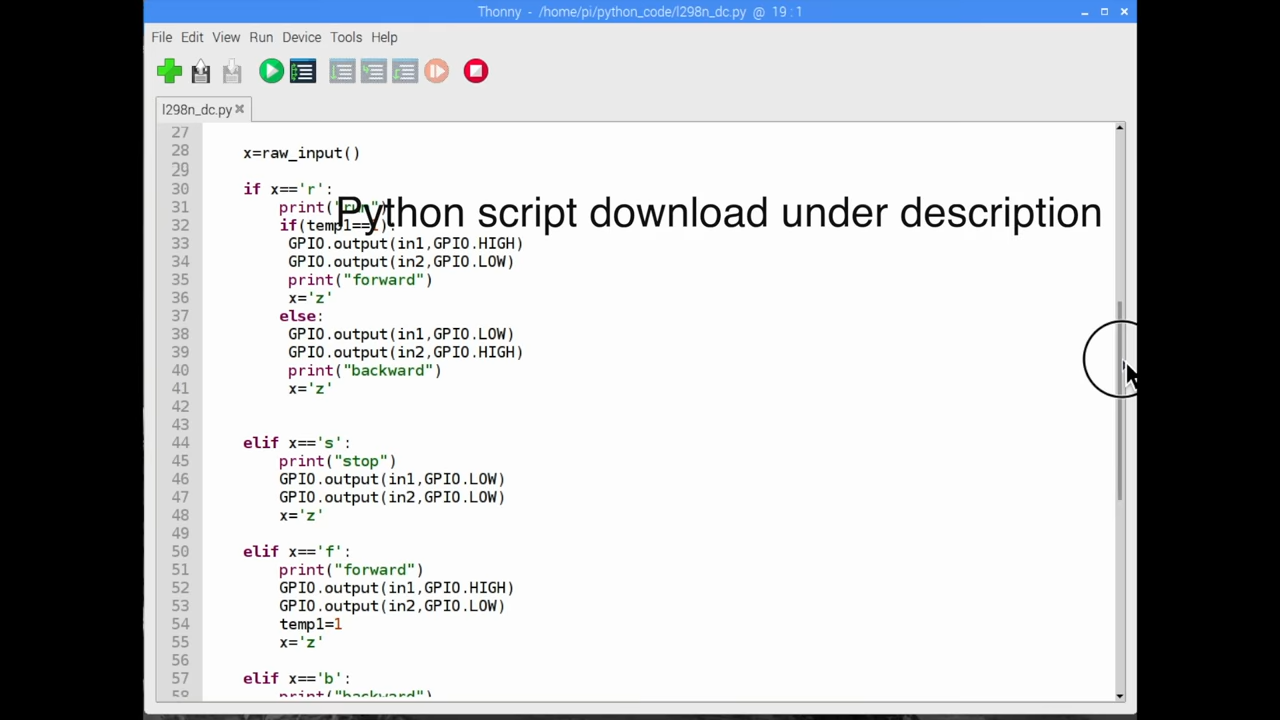 Thonny - /home/pi/python_code/l298n_dc.py @ 19 : 1
File Edit View Run Device Tools Help
l298n_dc.py
27
28 x=raw_input()
29
30 if x=='r':
31 print("run")
Python script download under description
32 if(temp1==1):
33 GPIO.output(in1,GPIO.HIGH)
34 GPIO.output(in2,GPIO.LOW)
35 print("forward")
36 x='z'
37 else:
38 GPIO.output(in1,GPIO.LOW)
39 GPIO.output(in2,GPIO.HIGH)
40 print("backward")
41 x='z'
42
43
44 elif x=='s':
45 print("stop")
46 GPIO.output(in1,GPIO.LOW)
47 GPIO.output(in2,GPIO.LOW)
48 x='z'
49
50 elif x=='f':
51 print("forward")
52 GPIO.output(in1,GPIO.HIGH)
53 GPIO.output(in2,GPIO.LOW)
54 temp1=1
55 x='z'
56
57 elif x=='b':
58 print("backward")